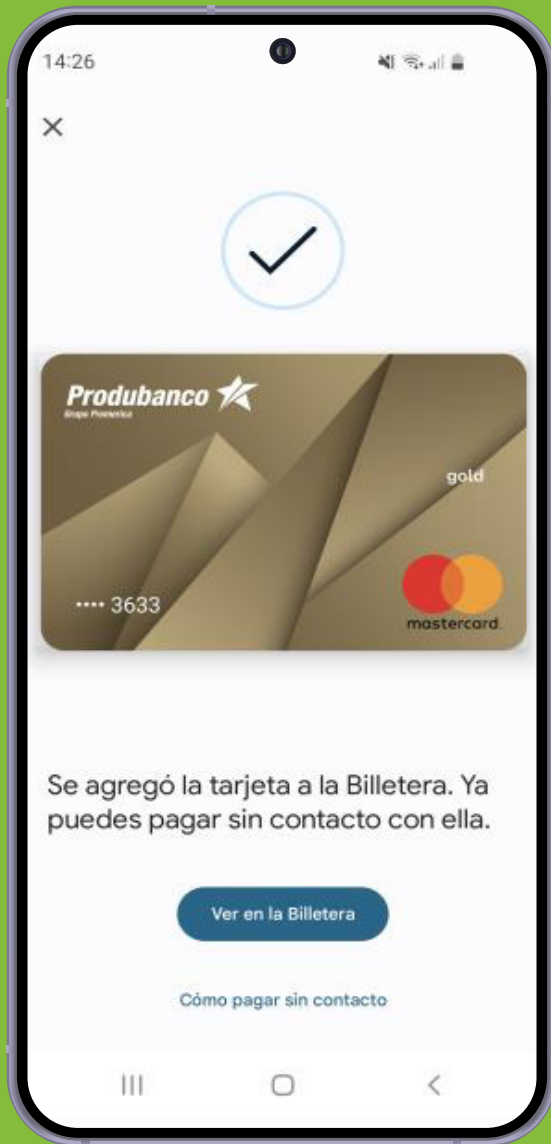 14:26
Produbanco
Grupo Promerica
gold
•••• 3633
mastercard
Se agregó la tarjeta a la Billetera. Ya
puedes pagar sin contacto con ella.
Ver en la Billetera
Cómo pagar sin contacto